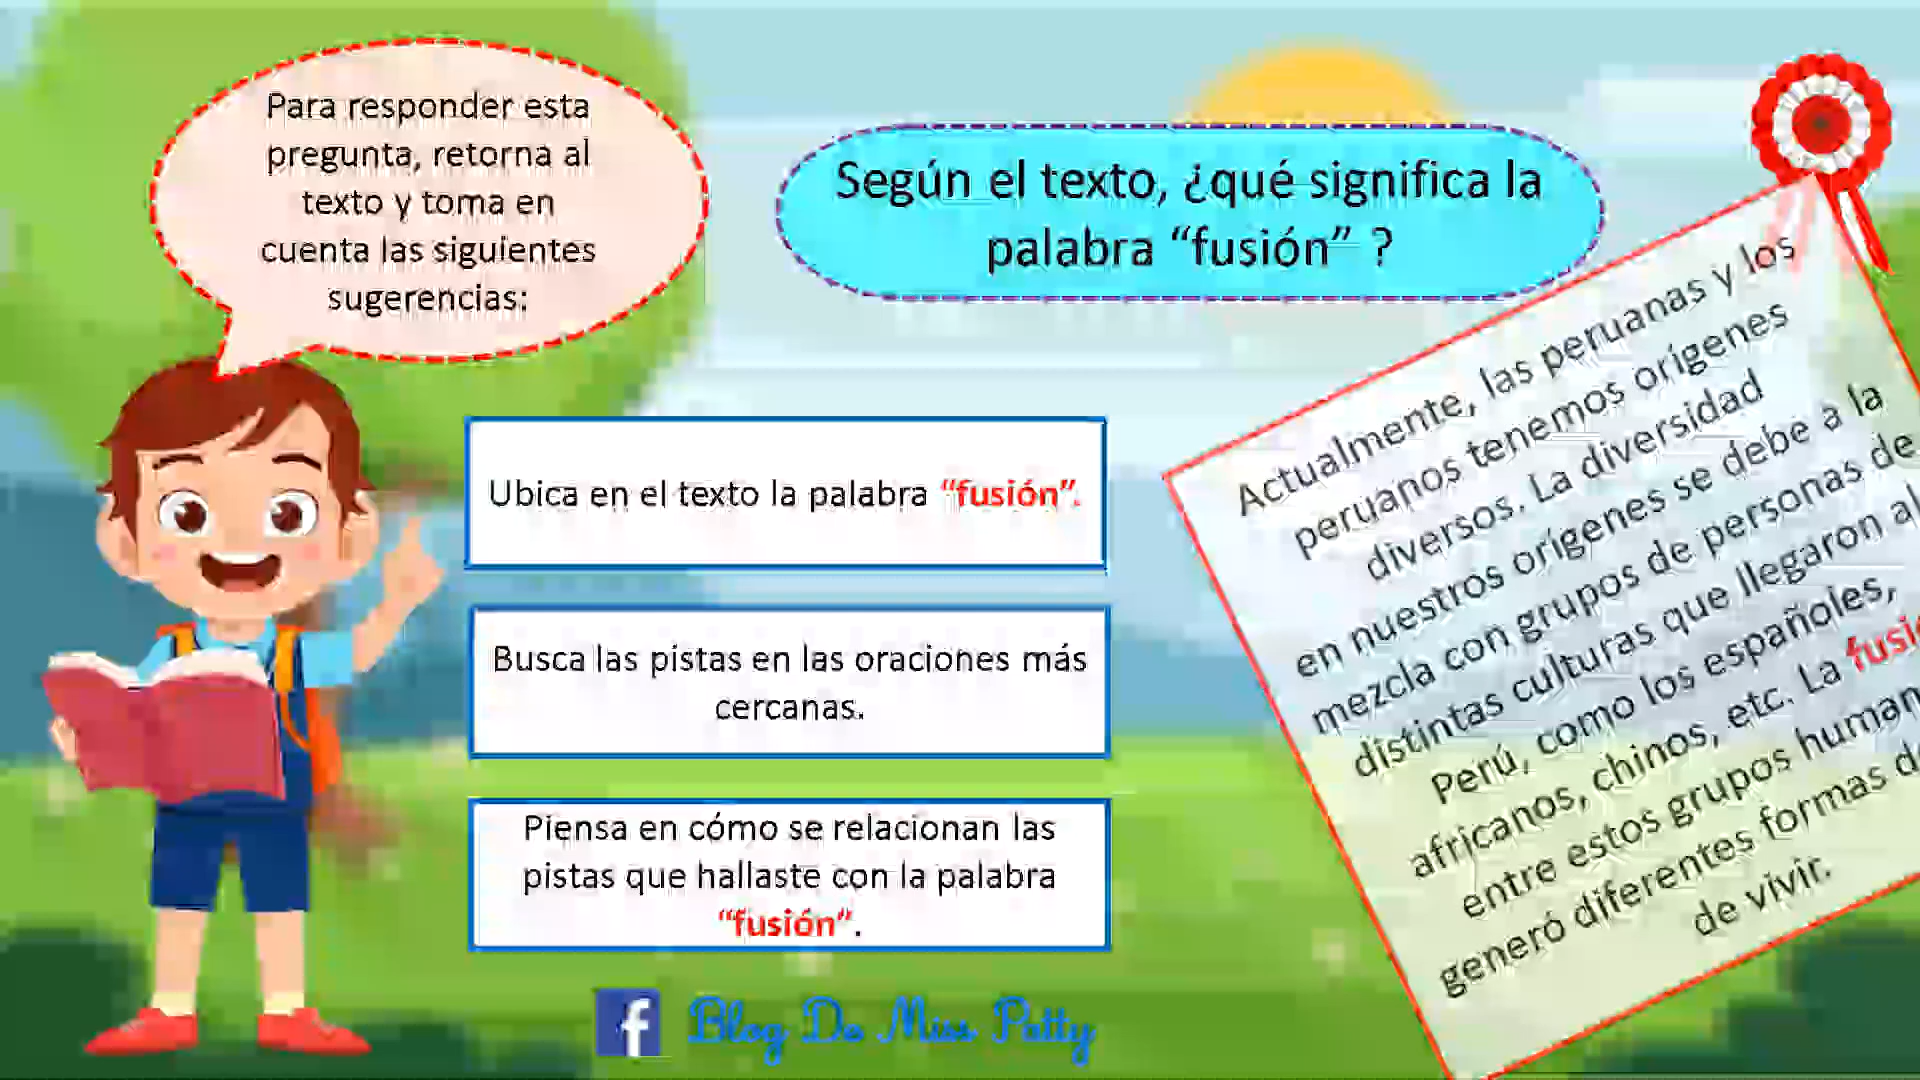 Para responder esta
pregunta, retorna al
texto y toma en
cuenta las siguientes
sugerencias:
Según el texto, ¿qué significa la
palabra “fusión” ?
Ubica en el texto la palabra “fusión”.
Busca las pistas en las oraciones más
cercanas.
Piensa en cómo se relacionan las
pistas que hallaste con la palabra
“fusión”.
Actualmente, las peruanas y los
peruanos tenemos orígenes
diversos. La diversidad
en nuestros orígenes se debe a la
mezcla con grupos de personas de
distintas culturas que llegaron al
Perú, como los españoles,
africanos, chinos, etc. La
entre estos grupos
generó diferentes formas
de vivir.
Blog De Miss Patty